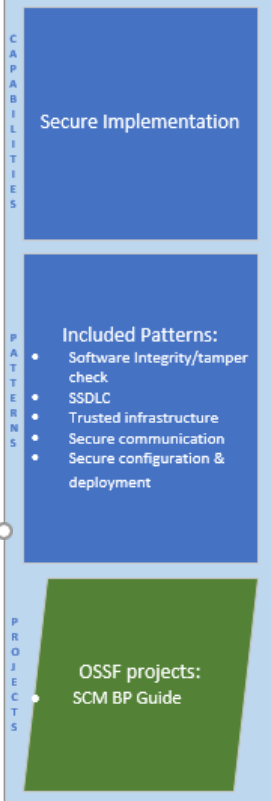 CAPABILITIES
Secure Implementation
PATTERNS
Included Patterns:
Software Integrity/tamper
check
SSDLC
Trusted infrastructure
Secure communication
Secure configuration &
deployment
PROJECTS
OSSF projects:
SCM BP Guide